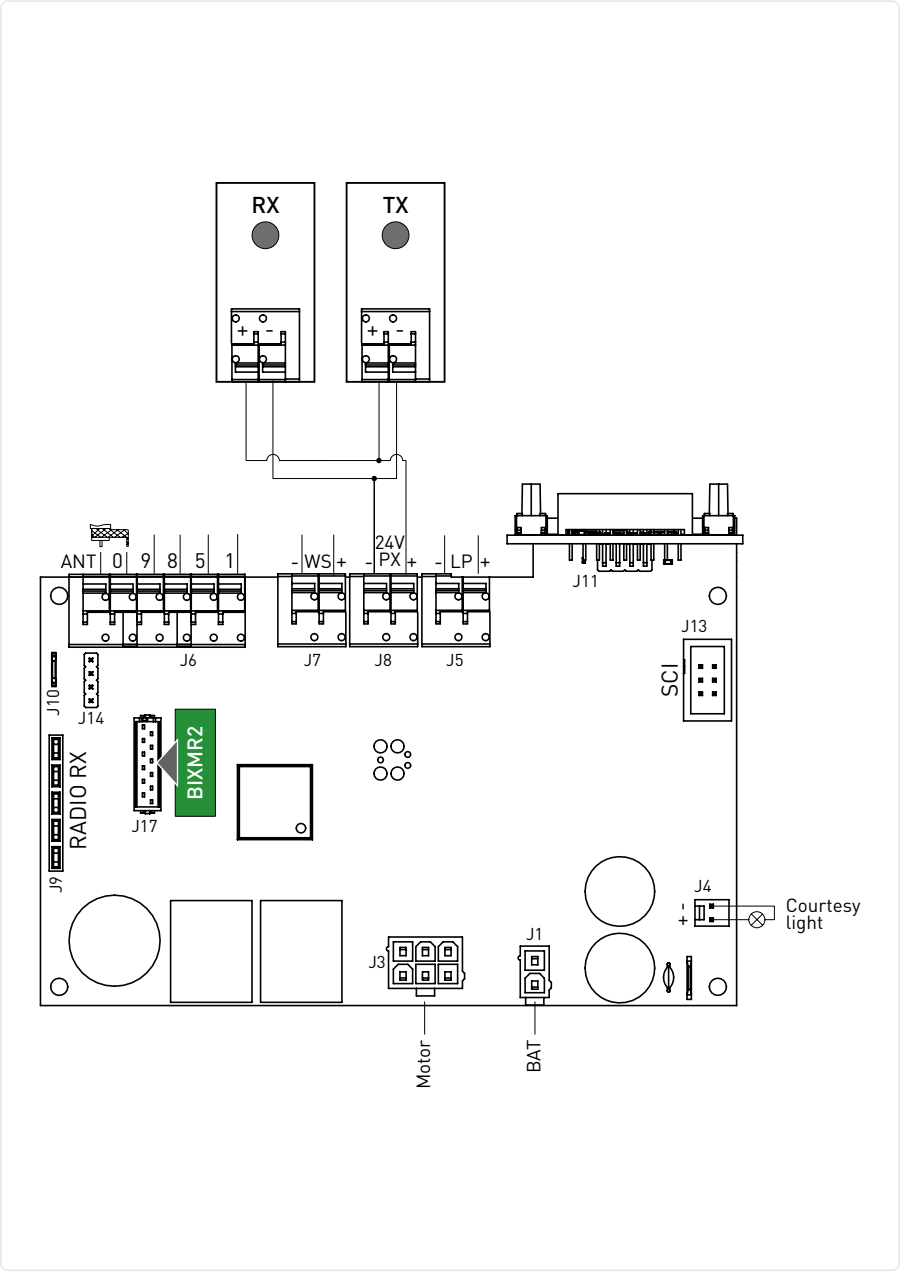 RX TX
+ - + -
ANT 0 9 8 5 1
- WS +
24V
- PX +
- LP +
J11
J6 J7 J8 J5
J13
SCI
J10
J14
BIXMR2
RADIO RX
J17
J9
J4
-
+
Courtesy
light
J3
J1
Motor
BAT